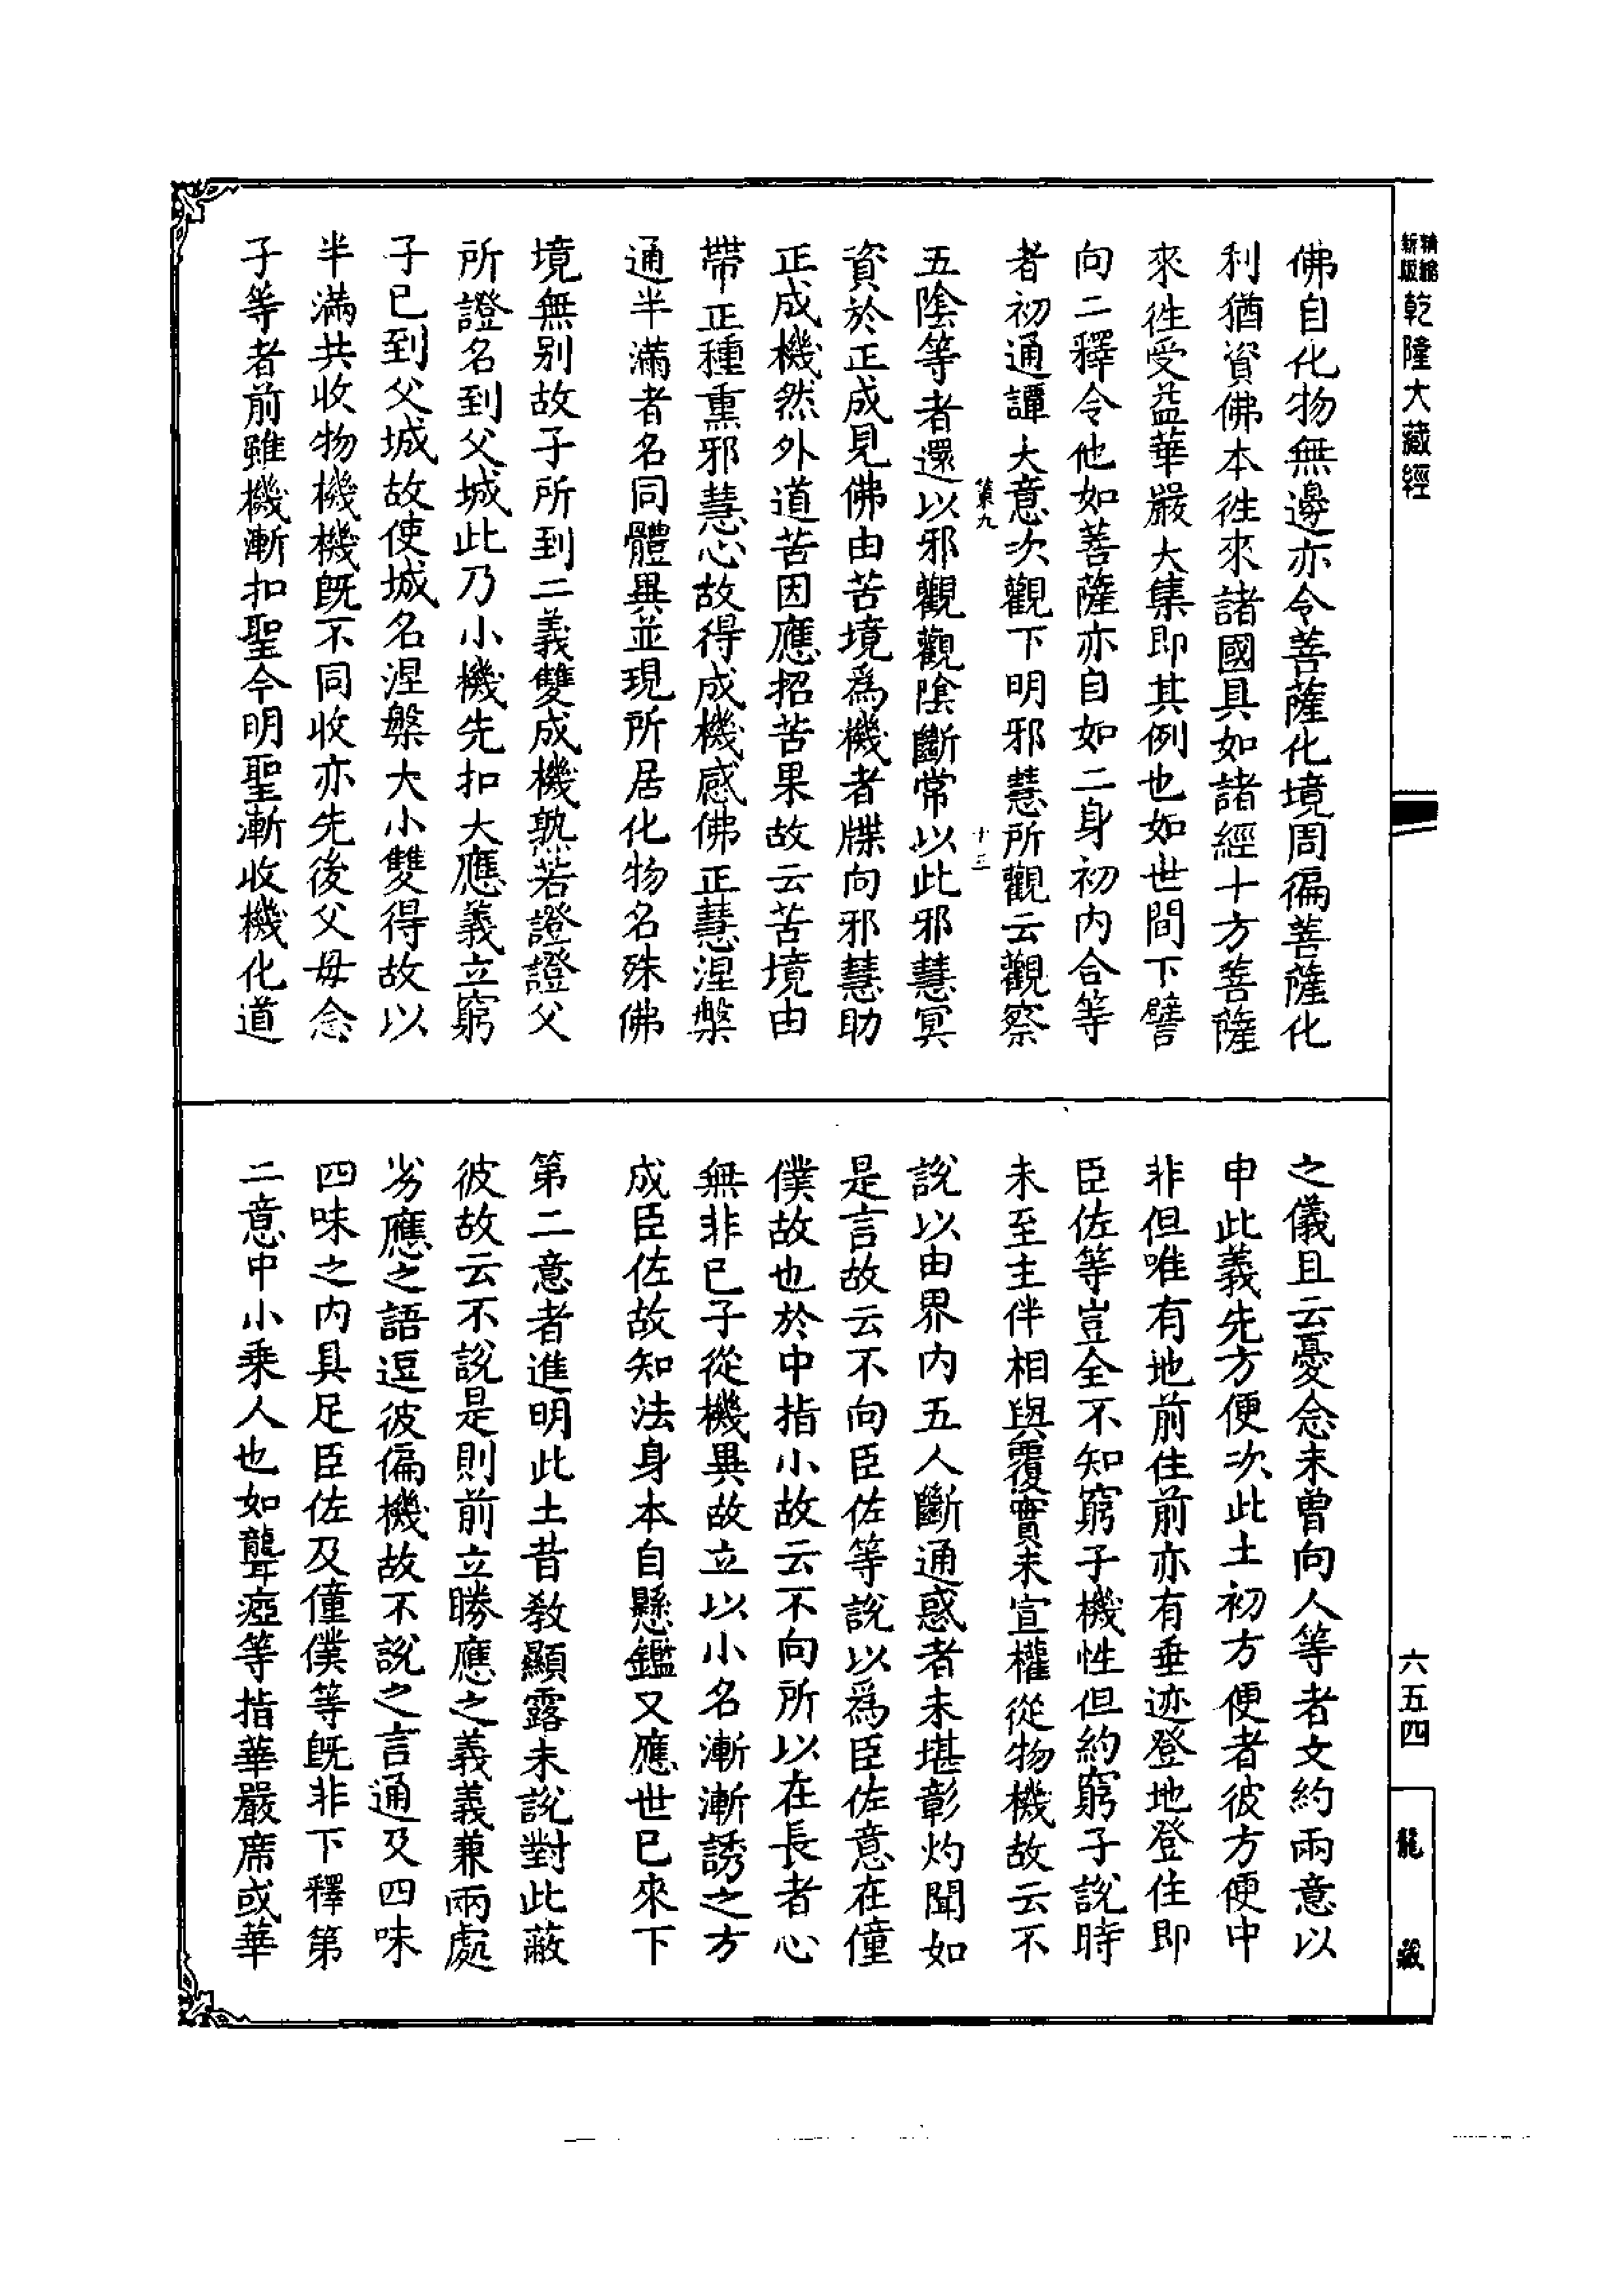 精縮
新版
乾隆大藏經
六五四
龍藏
佛自化物無邊亦令菩薩化境周徧菩薩化
利猶資佛本徃來諸國具如諸經十方菩薩
來徃受益華嚴大集即其例也如世間下譬
向二釋令他如菩薩亦自如二身初內合等
者初通譚大意次觀下明邪慧所觀云觀察
第九
十三
五陰等者還以邪觀觀陰斷常以此邪慧冥
資於正成見佛由苦境爲機者牒向邪慧助
正成機然外道苦因應招苦果故云苦境由
帶正種熏邪慧心故得成機感佛正慧涅槃
通半滿者名同體異並現所居化物名殊佛
境無別故子所到二義雙成機熟若證證父
所證名到父城此乃小機先扣大應義立窮
子已到父城故使城名涅槃大小雙得故以
半滿共收物機機旣不同收亦先後父母念
子等者前雖機漸扣聖今明聖漸收機化道
之儀且云憂念未曾向人等者文約兩意以
申此義先方便次此土初方便者彼方便中
非但唯有地前住前亦有垂迹登地登住即
臣佐等豈全不知窮子機性但約窮子說時
未至主伴相與覆實未宣權從物機故云不
說以由界內五人斷通惑者未堪彰灼聞如
是言故云不向臣佐等說以爲臣佐意在僮
僕故也於中指小故云不向所以在長者心
無非已子從機異故立以小名漸漸誘之方
成臣佐故知法身本自懸鑑又應世已來下
第二意者進明此土昔教顯露未說對此蔽
彼故云不說是則前立勝應之義義兼兩處
劣應之語逗彼偏機故不說之言通及四味
四味之內具足臣佐及僮僕等旣非下釋第
二意中小乘人也如聾瘂等指華嚴席或華